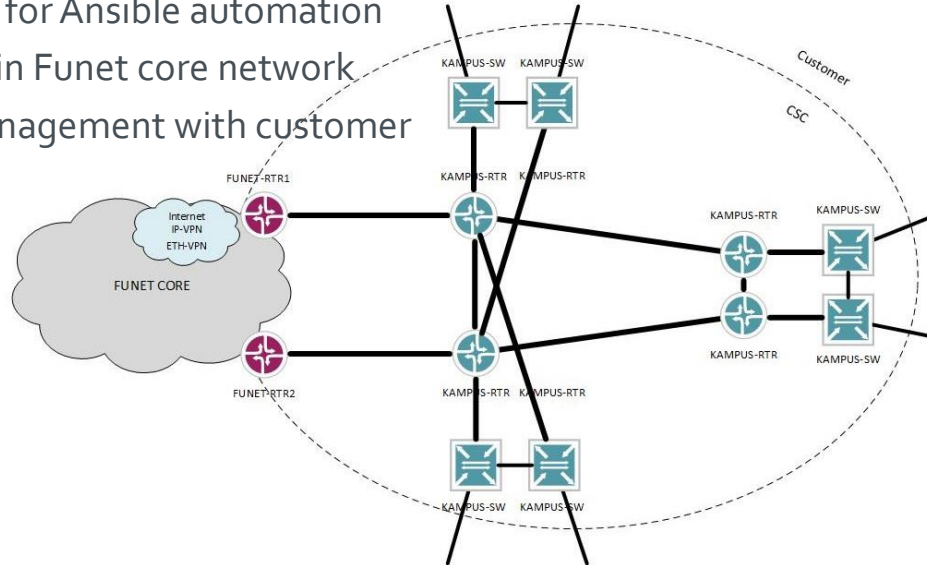 for Ansible automation
in Funet core network
nagement with customer
KAMPUS-SW KAMPUS-SW
Customer
CSC
FUNET-RTR1
KAMPUS-RTR KAMPUS-RTR
Internet
IP-VPN
ETH-VPN
FUNET CORE
KAMPUS-RTR
KAMPUS-SW
KAMPUS-RTR
KAMPUS-SW
FUNET-RTR2
KAMPUS-RTR KAMPUS-RTR
KAMPUS-SW KAMPUS-SW